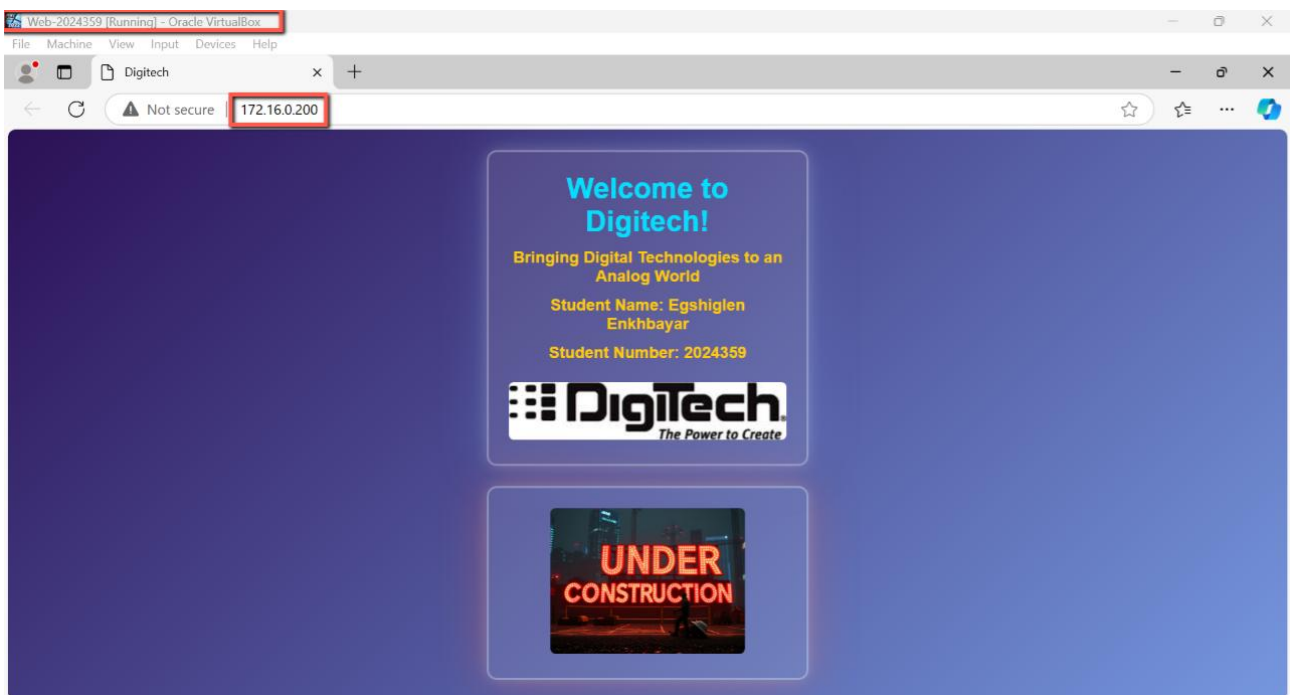 Web-2024359 [Running] - Oracle VirtualBox
File Machine View Input Devices Help
Digitech
Not secure 172.16.0.200
Welcome to
Digitech!
Bringing Digital Technologies to an
Analog World
Student Name: Egshiglen
Enkhbayar
Student Number: 2024359
DigiTech®
The Power to Create
UNDER
CONSTRUCTION